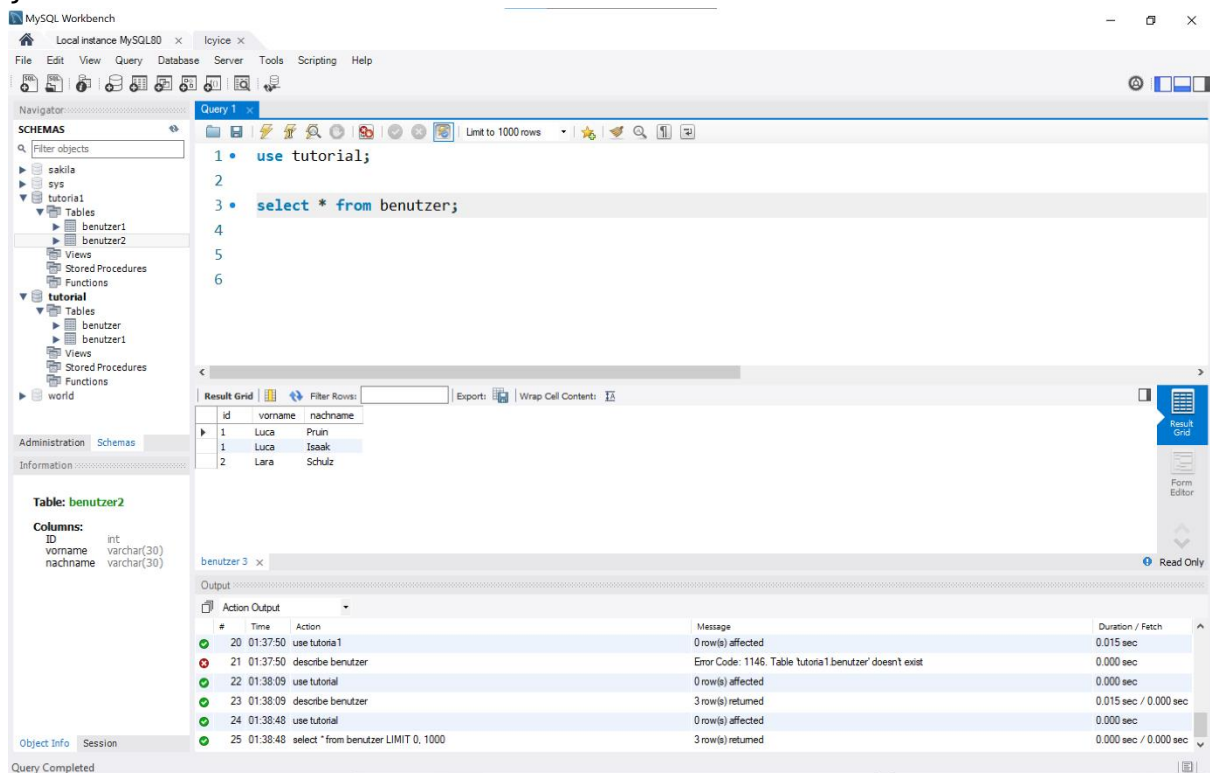 MySQL Workbench
Local instance MySQL80 × Icyice ×
File Edit View Query Database Server Tools Scripting Help
Navigator
SCHEMAS
Filter objects
sakila
sys
tutoria1
Tables
benutzer1
benutzer2
Views
Stored Procedures
Functions
tutorial
Tables
benutzer
benutzer1
Views
Stored Procedures
Functions
world
Administration Schemas
Information
Table: benutzer2
Columns:
ID int
vorname varchar(30)
nachname varchar(30)
Object Info Session
Query 1 ×
Limit to 1000 rows
1 use tutorial;
2
3 select * from benutzer;
4
5
6
Result Grid Filter Rows: Export: Wrap Cell Content:
id vorname nachname
1 Luca Pruin
1 Luca Isaak
2 Lara Schulz
Result Grid
Form Editor
benutzer 3 × Read Only
Output
Action Output
# Time Action Message Duration / Fetch
20 01:37:50 use tutoria1 0 row(s) affected 0.015 sec
21 01:37:50 describe benutzer Error Code: 1146. Table 'tutoria1.benutzer' doesn't exist 0.000 sec
22 01:38:09 use tutorial 0 row(s) affected 0.000 sec
23 01:38:09 describe benutzer 3 row(s) returned 0.015 sec / 0.000 sec
24 01:38:48 use tutorial 0 row(s) affected 0.000 sec
25 01:38:48 select * from benutzer LIMIT 0, 1000 3 row(s) returned 0.000 sec / 0.000 sec
Query Completed